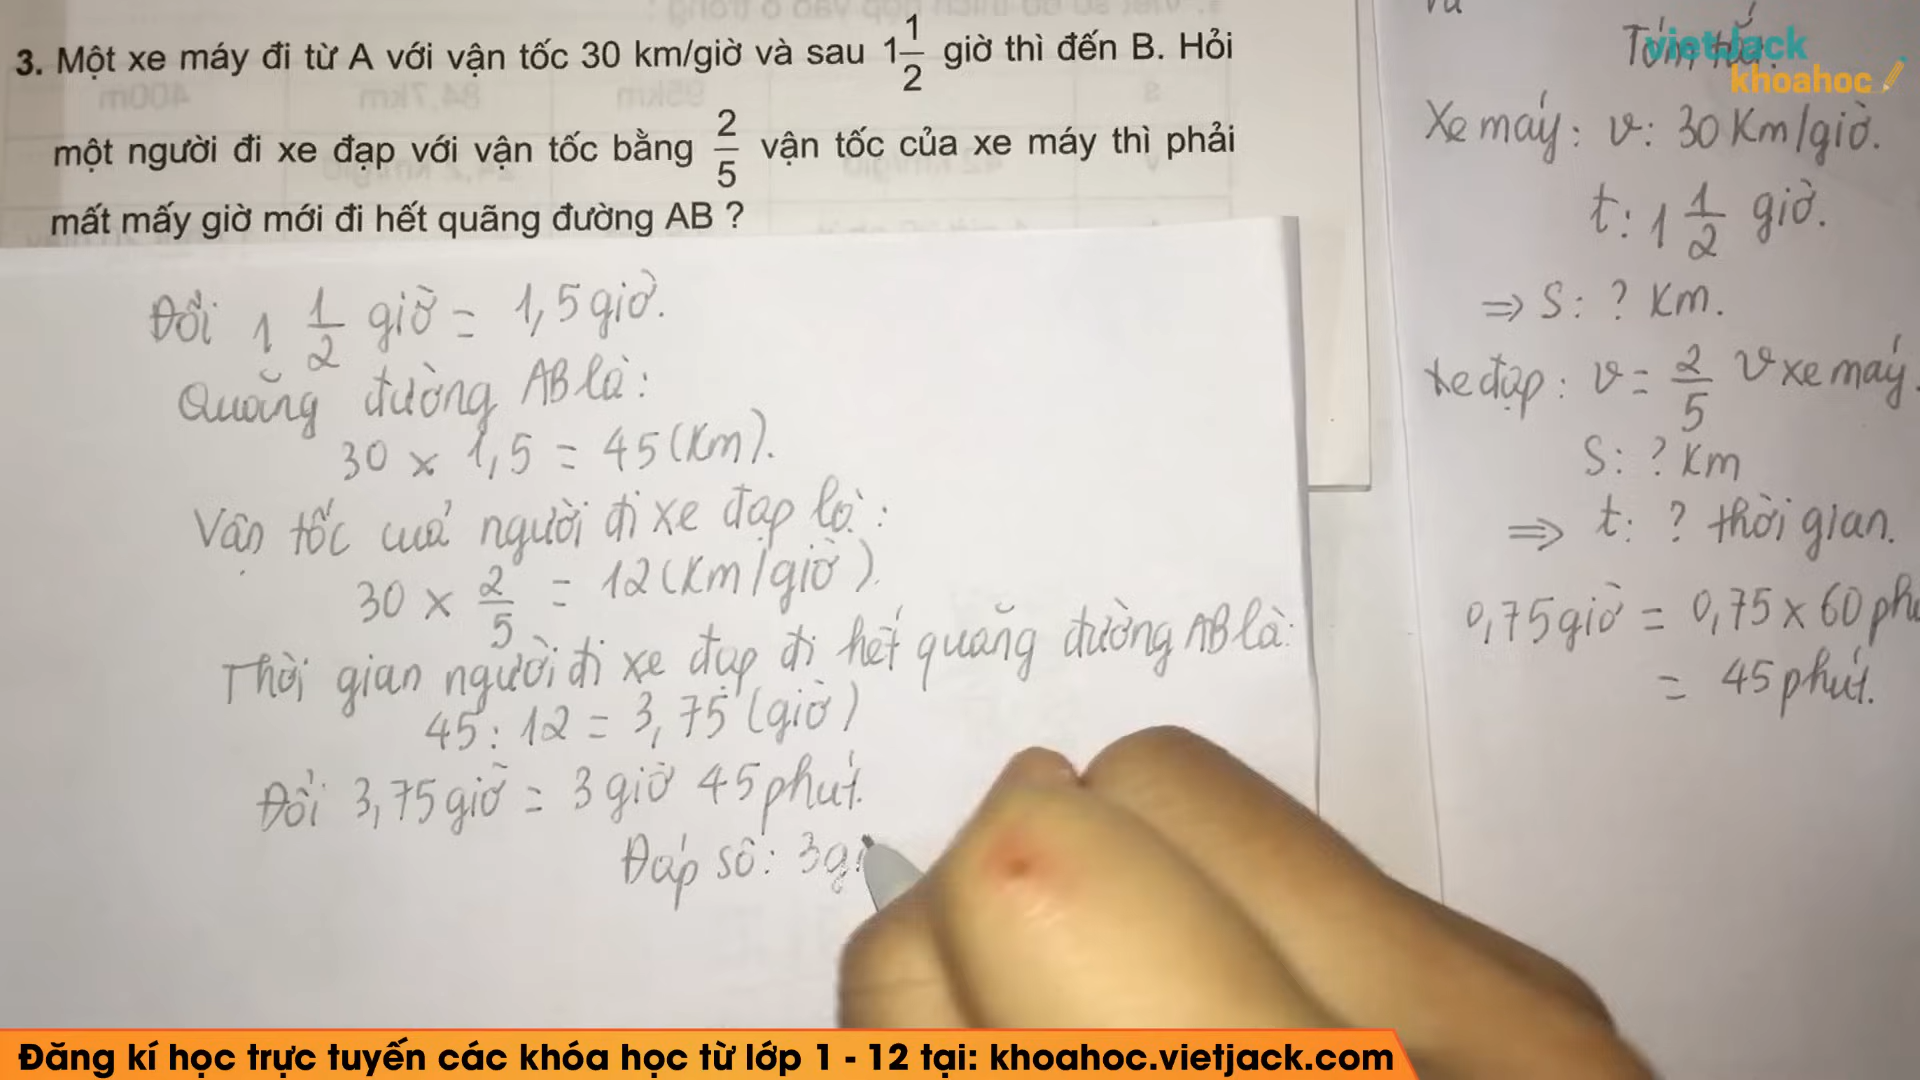 3. Một xe máy đi từ A với vận tốc 30 km/giờ và sau 1 1/2 giờ thì đến B. Hỏi
một người đi xe đạp với vận tốc bằng 2/5 vận tốc của xe máy thì phải
mất mấy giờ mới đi hết quãng đường AB ?
Đổi 1 1/2 giờ = 1,5 giờ.
Quãng đường AB là:
30 x 1,5 = 45 (Km).
Vận tốc của người đi xe đạp là:
30 x 2/5 = 12 (Km/giờ).
Thời gian người đi xe đạp đi hết quãng đường AB là:
45 : 12 = 3,75 (giờ)
Đổi 3,75 giờ = 3 giờ 45 phút.
Đáp số: 3 gi
Tóm tắt:
vietjack
khoahoc
Xe máy: v: 30 Km/giờ.
t: 1 1/2 giờ.
=> S: ? Km.
Xe đạp: v = 2/5 v xe máy.
S: ? Km
=> t: ? thời gian.
0,75 giờ = 0,75 x 60 phú
= 45 phút.
Đăng kí học trực tuyến các khóa học từ lớp 1 - 12 tại: khoahoc.vietjack.com